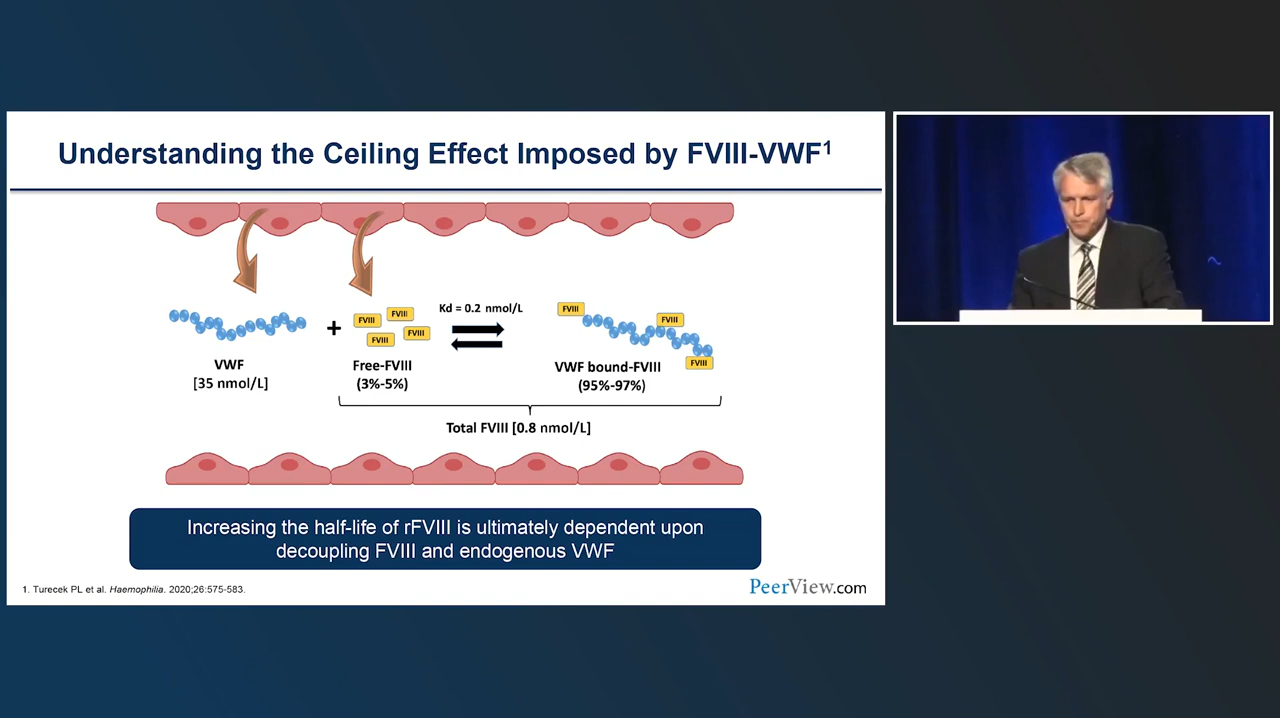 Understanding the Ceiling Effect Imposed by FVIII-VWF1
Kd = 0.2 nmol/L
FVIII
FVIII
FVIII
FVIII
FVIII
FVIII
FVIII
+
VWF
[35 nmol/L]
Free-FVIII
(3%-5%)
VWF bound-FVIII
(95%-97%)
Total FVIII [0.8 nmol/L]
Increasing the half-life of rFVIII is ultimately dependent upon
decoupling FVIII and endogenous VWF
1. Turecek PL et al. Haemophilia. 2020;26:575-583.
PeerView.com